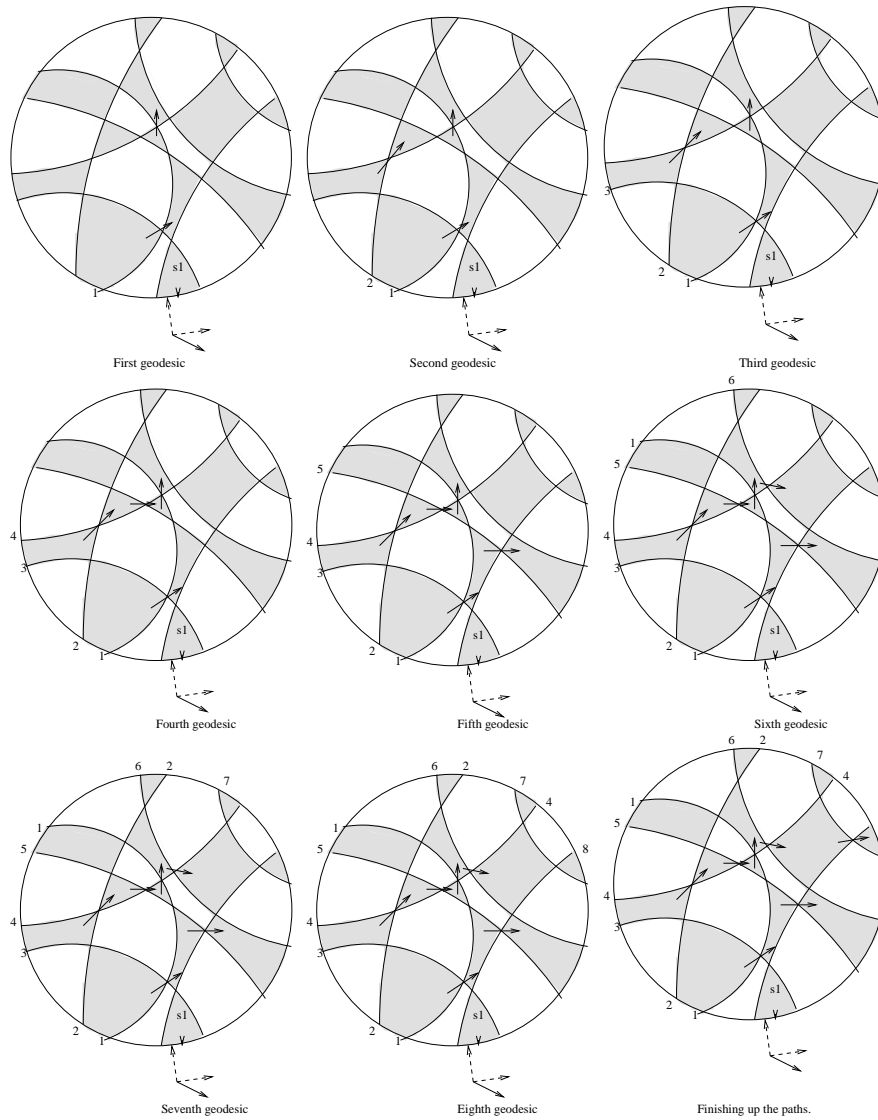 s1
1
First geodesic
s1
2
1
Second geodesic
3
2
s1
1
Third geodesic
4
3
s1
2
1
Fourth geodesic
5
4
3
s1
2
1
Fifth geodesic
6
1
5
4
3
s1
2
1
Sixth geodesic
6 2
7
1
5
4
3
s1
2
1
Seventh geodesic
6 2
7
4
1
5
8
4
3
s1
2
1
Eighth geodesic
6 2
7
4
1
5
4
3
s1
2
1
Finishing up the paths.